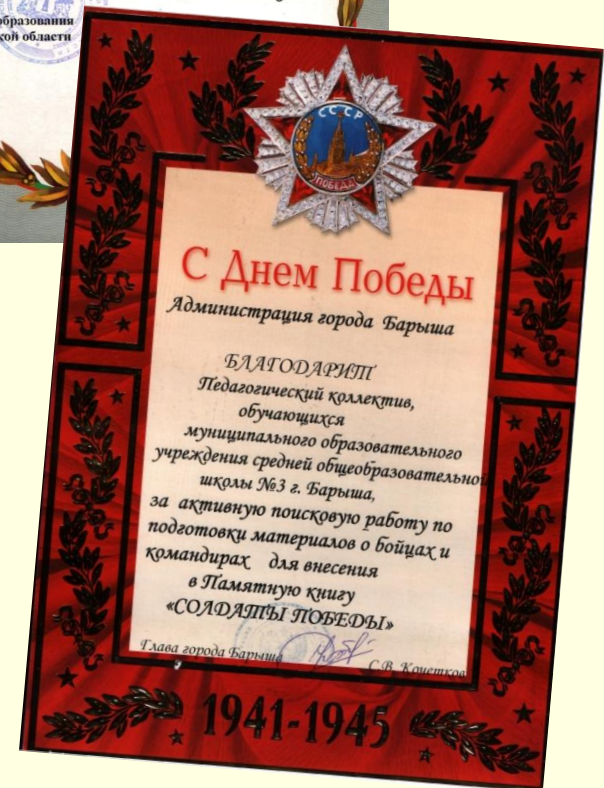 образования
кой области
СССР
ПОБЕДА
С Днем Победы
Администрация города Барыша
БЛАГОДАРИТ
Педагогический коллектив,
обучающихся
муниципального образовательного
учреждения средней общеобразовательной
школы №3 г. Барыша,
за активную поисковую работу по
подготовки материалов о бойцах и
командирах для внесения
в Памятную книгу
«СОЛДАТЫ ПОБЕДЫ»
Глава города Барыша С.В. Кочетков
1941-1945